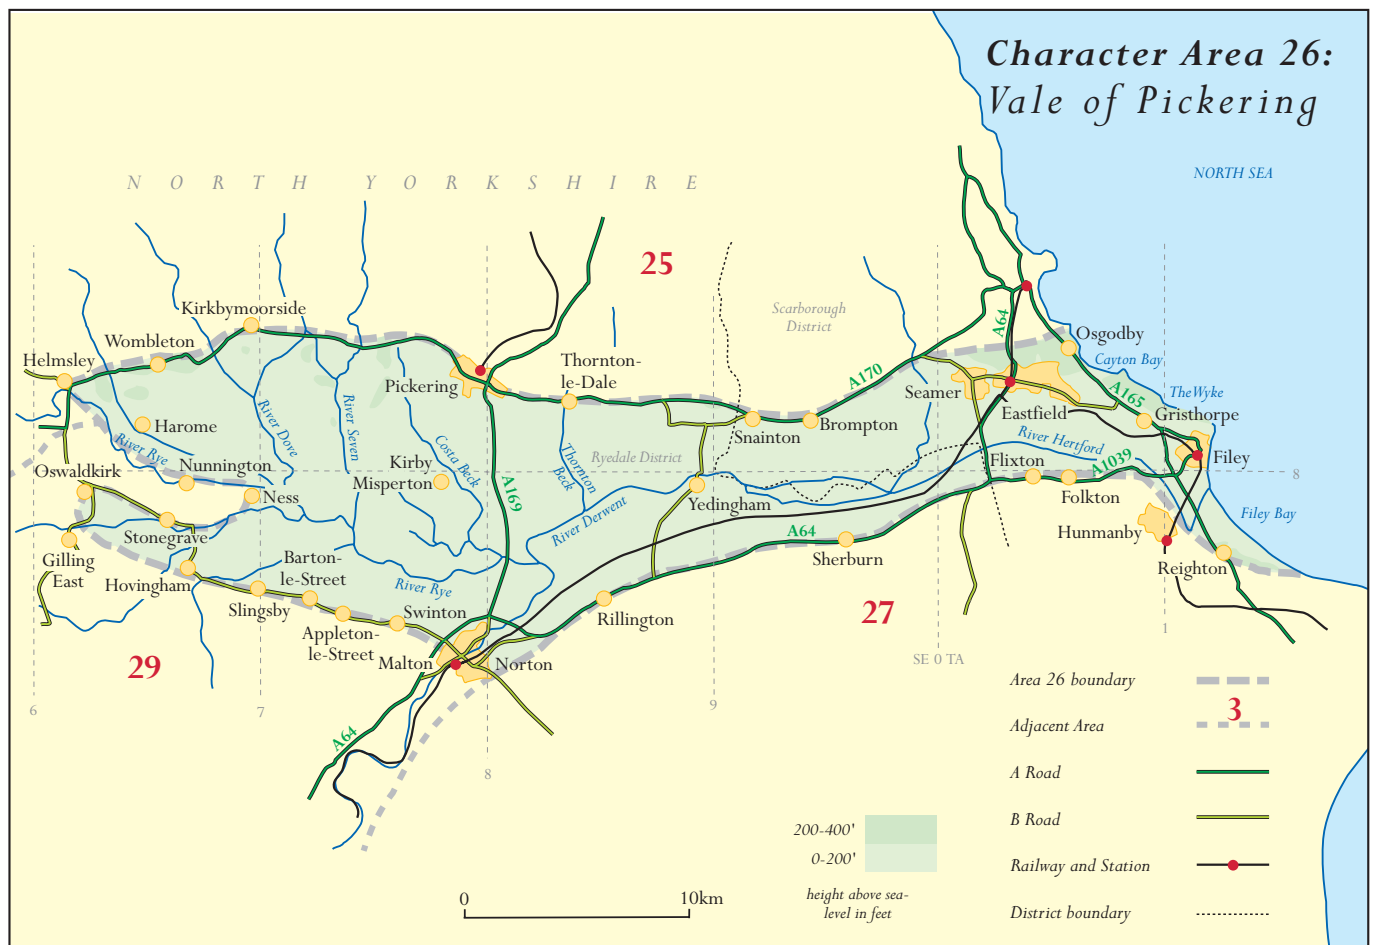 Character Area 26:
Vale of Pickering
NORTH SEA
NORTH YORKSHIRE
25
Scarborough
District
Kirkbymoorside
Wombleton
Helmsley
Thornton-
le-Dale
Pickering
A64
Osgodby
Cayton Bay
A170
A165
The Wyke
Seamer
Eastfield
Gristhorpe
Harome
River Dove
River Seven
Snainton
Brompton
River Rye
Costa Beck
River Hertford
Filey
Oswaldkirk
Nunnington
Kirby
Misperton
Thornton
Beck
Ryedale District
Flixton
A1039
8
Ness
A169
Yedingham
Folkton
Filey Bay
Stonegrave
River Derwent
A64
Hunmanby
Gilling
East
Barton-
le-Street
Sherburn
Hovingham
River Rye
Reighton
Slingsby
Swinton
Rillington
27
Appleton-
le-Street
1
29
Malton
Norton
SE 0 TA
6
7
9
A64
8
Area 26 boundary
3
Adjacent Area
A Road
B Road
Railway and Station
District boundary
200-400'
0-200'
height above sea-
level in feet
0
10km